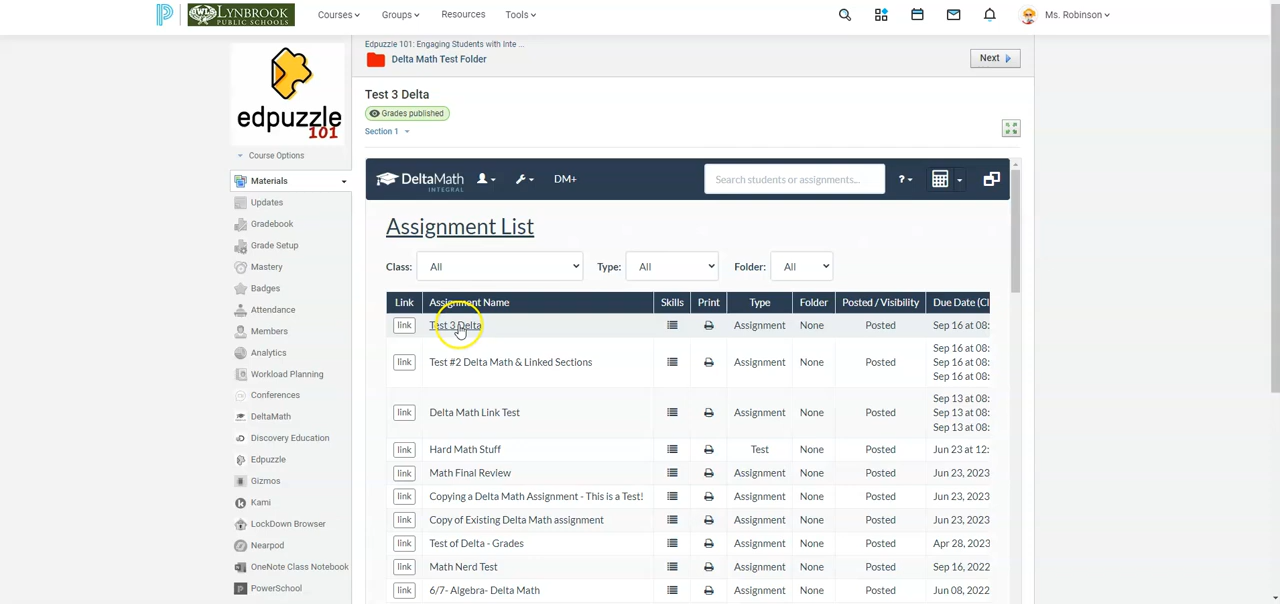 LYNBROOK
PUBLIC SCHOOLS
Courses
Groups
Resources
Tools
Ms. Robinson
edpuzzle
101
Edpuzzle 101: Engaging Students with Inte ...
Delta Math Test Folder
Next
Test 3 Delta
Grades published
Section 1
Course Options
Materials
Updates
Gradebook
Grade Setup
Mastery
Badges
Attendance
Members
Analytics
Workload Planning
Conferences
DeltaMath
Discovery Education
Edpuzzle
Gizmos
Kami
LockDown Browser
Nearpod
OneNote Class Notebook
PowerSchool
DeltaMath
INTEGRAL
DM+
Search students or assignments...
?
Assignment List
Class: All Type: All Folder: All
Link Assignment Name Skills Print Type Folder Posted / Visibility Due Date (Cl
link Test 3 Delta Assignment None Posted Sep 16 at 08:
Sep 16 at 08:
link Test #2 Delta Math & Linked Sections Assignment None Posted Sep 16 at 08:
Sep 16 at 08:
Sep 13 at 08:
link Delta Math Link Test Assignment None Posted Sep 13 at 08:
Sep 13 at 08:
link Hard Math Stuff Test None Posted Jun 23 at 12:
link Math Final Review Assignment None Posted Jun 23, 2023
link Copying a Delta Math Assignment - This is a Test! Assignment None Posted Jun 23, 2023
link Copy of Existing Delta Math assignment Assignment None Posted Jun 23, 2023
link Test of Delta - Grades Assignment None Posted Apr 28, 2023
link Math Nerd Test Assignment None Posted Sep 16, 2022
link 6/7- Algebra- Delta Math Assignment None Posted Jun 08, 2022